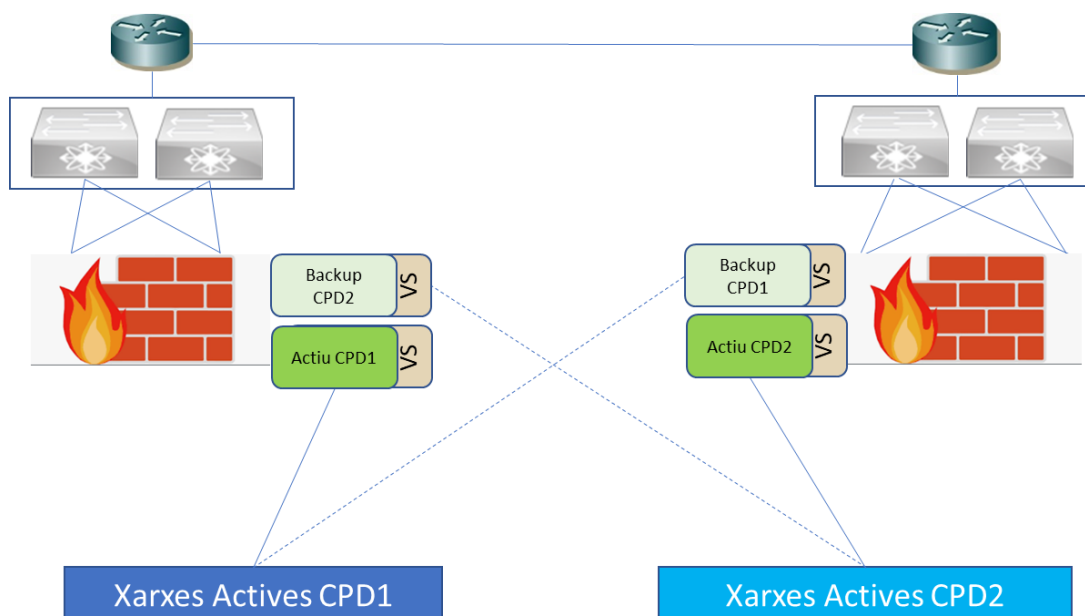 Backup
CPD2
VS
Backup
CPD1
VS
Actiu CPD1
VS
Actiu CPD2
VS
Xarxes Actives CPD1
Xarxes Actives CPD2